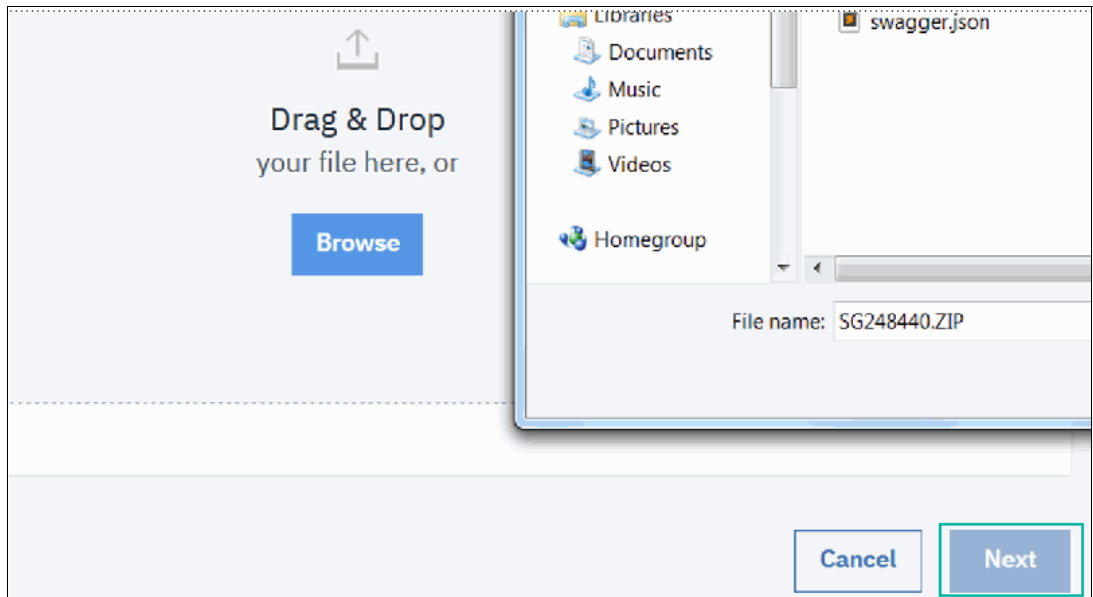 Drag & Drop
your file here, or
Browse
Libraries
Documents
Music
Pictures
Videos
Homegroup
swagger.json
File name: SG248440.ZIP
Cancel
Next